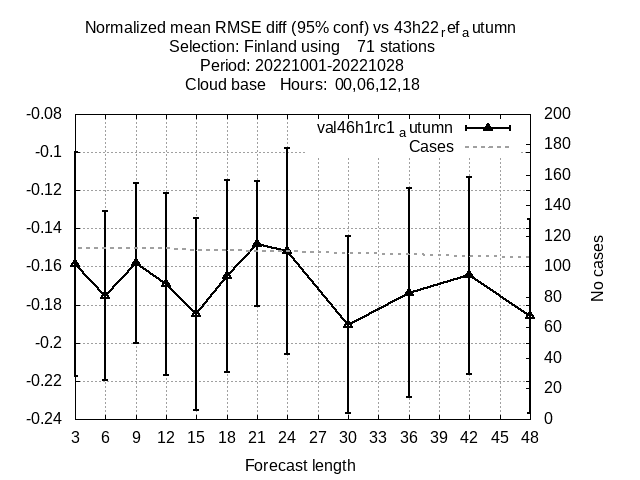 Normalized mean RMSE diff (95% conf) vs 43h22refautumn
Selection: Finland using 71 stations
Period: 20221001-20221028
Cloud base Hours: 00,06,12,18
val46h1rc1autumn
Cases
-0.08
-0.1
-0.12
-0.14
-0.16
-0.18
-0.2
-0.22
-0.24
200
180
160
140
120
100
80
60
40
20
0
No cases
3 6 9 12 15 18 21 24 27 30 33 36 39 42 45 48
Forecast length